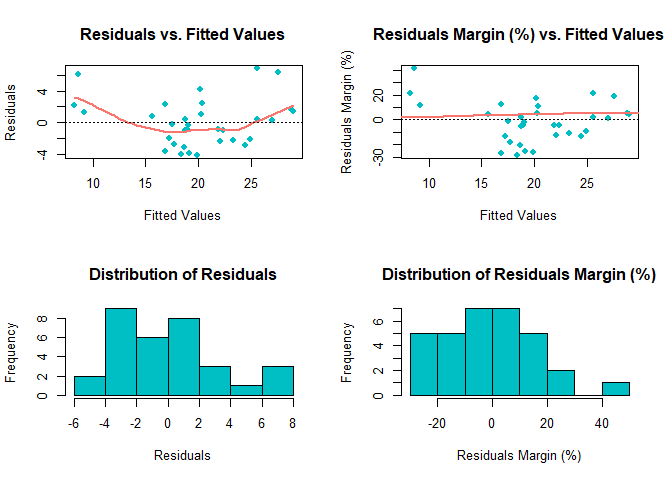 Residuals vs. Fitted Values
Residuals
-4
0
4
10
15
20
25
Fitted Values
Residuals Margin (%) vs. Fitted Values
Residuals Margin (%)
-30
0
20
10
15
20
25
Fitted Values
Distribution of Residuals
Frequency
0
2
4
6
8
-6
-4
-2
0
2
4
6
8
Residuals
Distribution of Residuals Margin (%)
Frequency
0
2
4
6
-20
0
20
40
Residuals Margin (%)